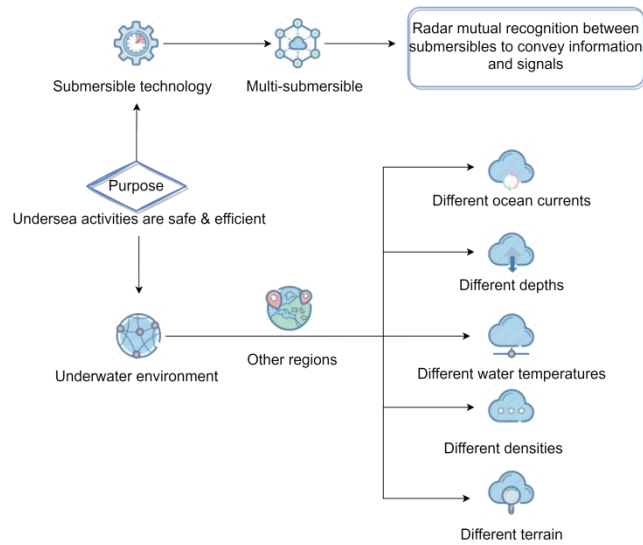 Radar mutual recognition between
submersibles to convey information
and signals
Submersible technology
Multi-submersible
Purpose
Undersea activities are safe & efficient
Different ocean currents
Different depths
Underwater environment
Other regions
Different water temperatures
Different densities
Different terrain